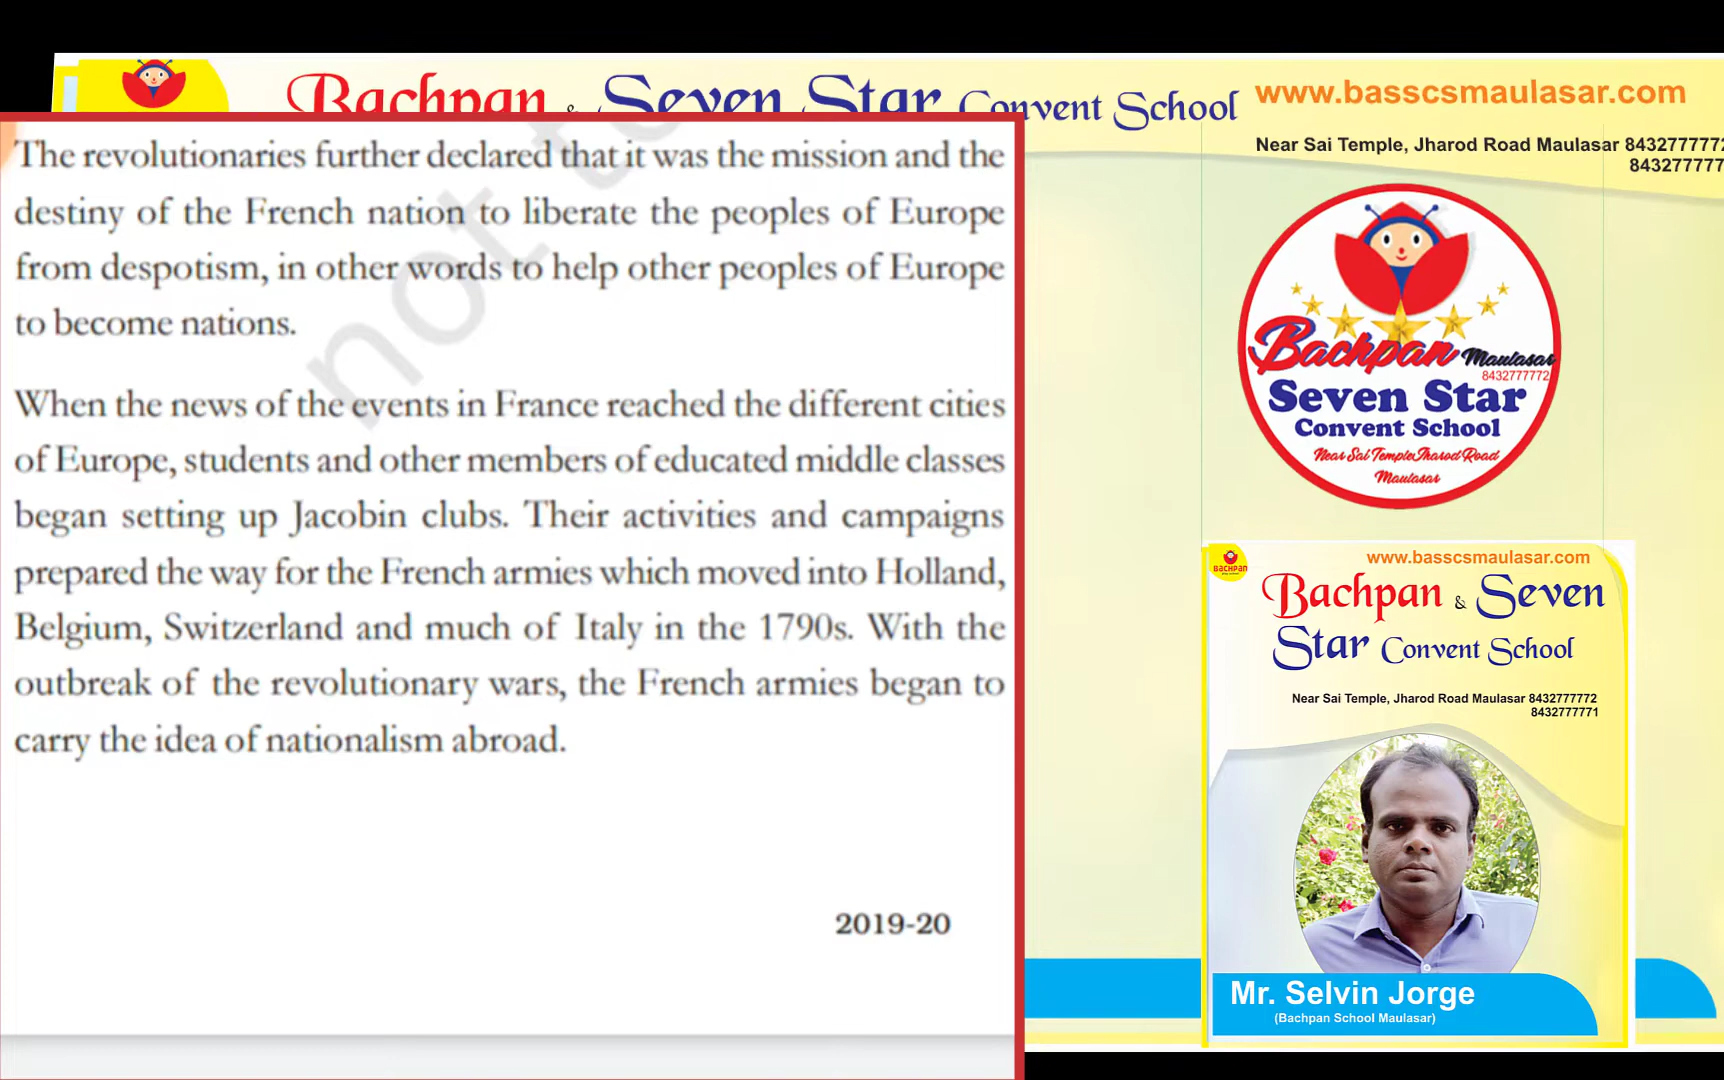 Bachpan & Seven Star Convent School
www.basscsmaulasar.com
Near Sai Temple, Jharod Road Maulasar 8432777772
843277777
The revolutionaries further declared that it was the mission and the
destiny of the French nation to liberate the peoples of Europe
from despotism, in other words to help other peoples of Europe
to become nations.
When the news of the events in France reached the different cities
of Europe, students and other members of educated middle classes
began setting up Jacobin clubs. Their activities and campaigns
prepared the way for the French armies which moved into Holland,
Belgium, Switzerland and much of Italy in the 1790s. With the
outbreak of the revolutionary wars, the French armies began to
carry the idea of nationalism abroad.
2019-20
not to
Bachpan Maulasar
8432777772
Seven Star
Convent School
Near Sai Temple Jharod Road
Maulasar
BACHPAN
www.basscsmaulasar.com
Bachpan & Seven
Star Convent School
Near Sai Temple, Jharod Road Maulasar 8432777772
8432777771
Mr. Selvin Jorge
(Bachpan School Maulasar)